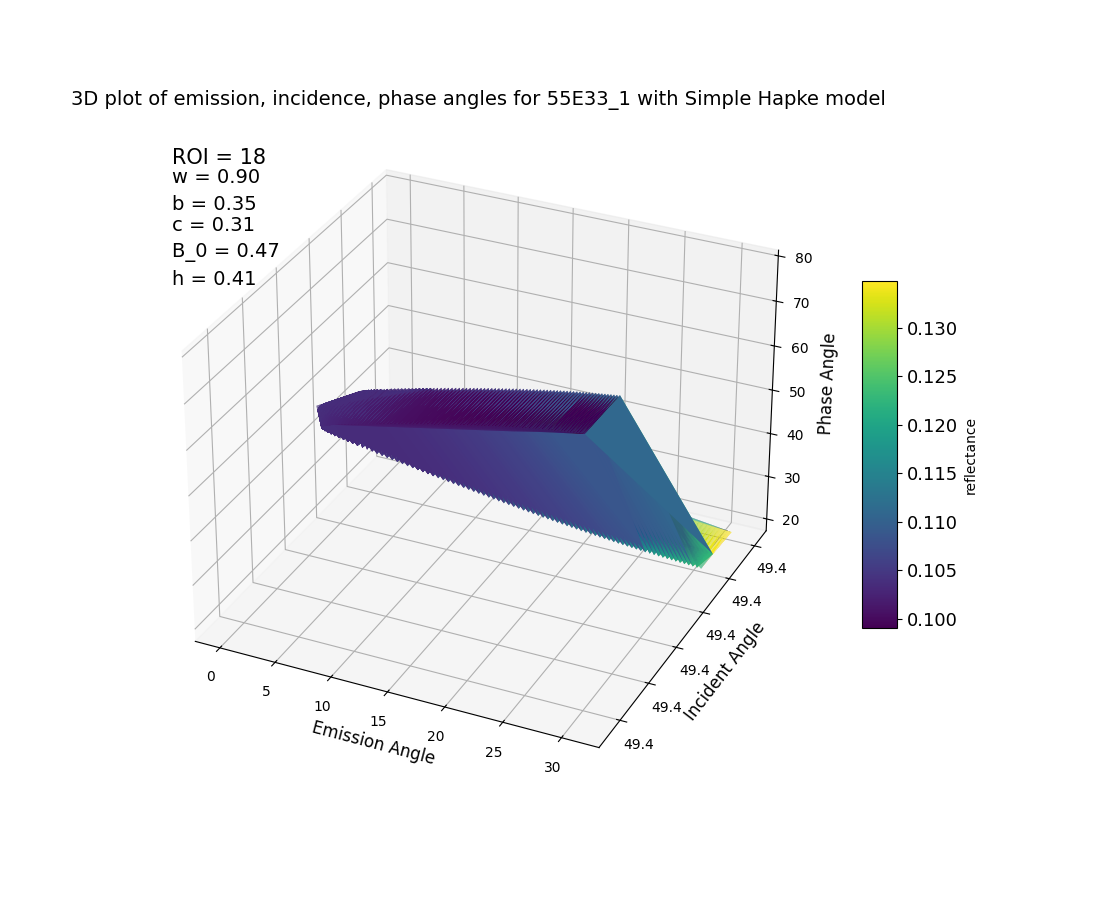 3D plot of emission, incidence, phase angles for 55E33_1 with Simple Hapke model
ROI = 18
w = 0.90
b = 0.35
c = 0.31
B_0 = 0.47
h = 0.41
80
70
60
50
40
30
20
Phase Angle
0.130
0.125
0.120
0.115
0.110
0.105
0.100
reflectance
49.4
49.4
49.4
49.4
49.4
49.4
Incident Angle
0
5
10
15
20
25
30
Emission Angle